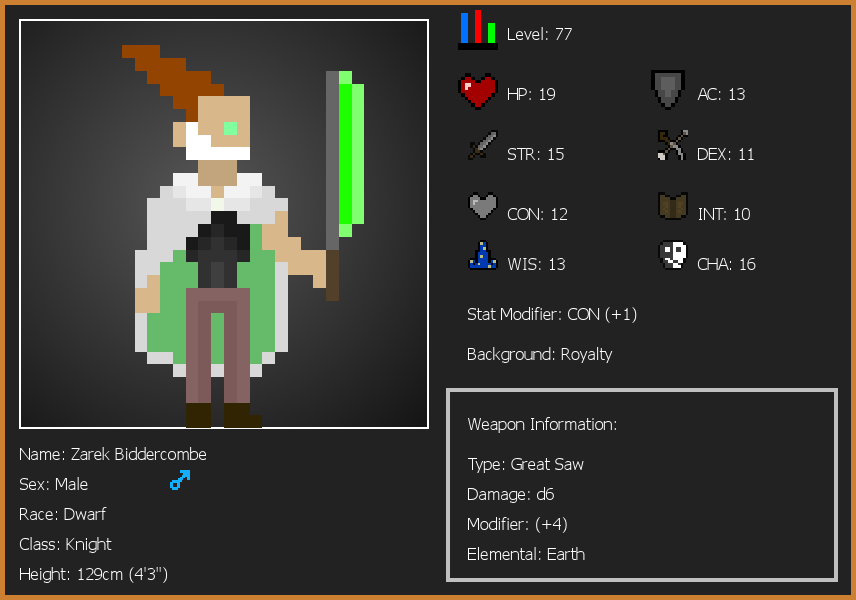 Level: 77
HP: 19
AC: 13
STR: 15
DEX: 11
CON: 12
INT: 10
WIS: 13
CHA: 16
Stat Modifier: CON (+1)
Background: Royalty
Weapon Information:
Type: Great Saw
Damage: d6
Modifier: (+4)
Elemental: Earth
Name: Zarek Biddercombe
Sex: Male
Race: Dwarf
Class: Knight
Height: 129cm (4'3")